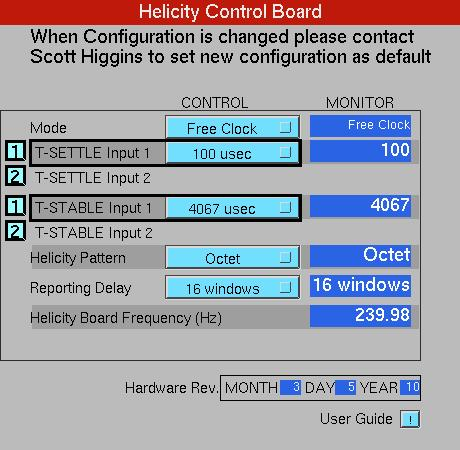 Helicity Control Board
When Configuration is changed please contact
Scott Higgins to set new configuration as default
CONTROL MONITOR
Mode Free Clock Free Clock
1 T-SETTLE Input 1 100 usec 100
2 T-SETTLE Input 2
1 T-STABLE Input 1 4067 usec 4067
2 T-STABLE Input 2
Helicity Pattern Octet Octet
Reporting Delay 16 windows 16 windows
Helicity Board Frequency (Hz) 239.98
Hardware Rev. MONTH 3 DAY 5 YEAR 10
User Guide !